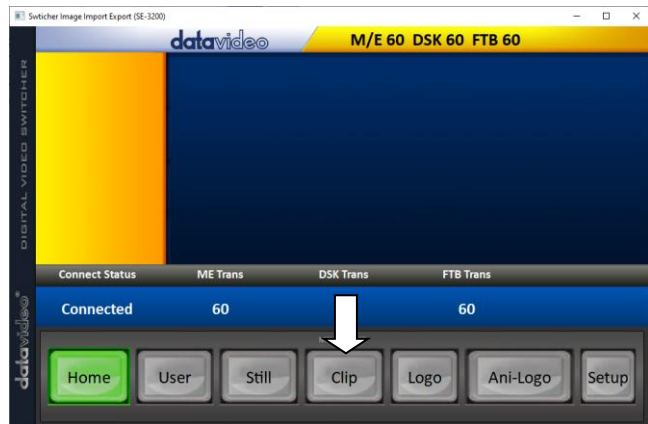 Swticher Image Import Export (SE-3200)
datavideo M/E 60 DSK 60 FTB 60
DIGITAL VIDEO SWITCHER
Connect Status ME Trans DSK Trans FTB Trans
Connected 60 60
datavideo
Home User Still Clip Logo Ani-Logo Setup